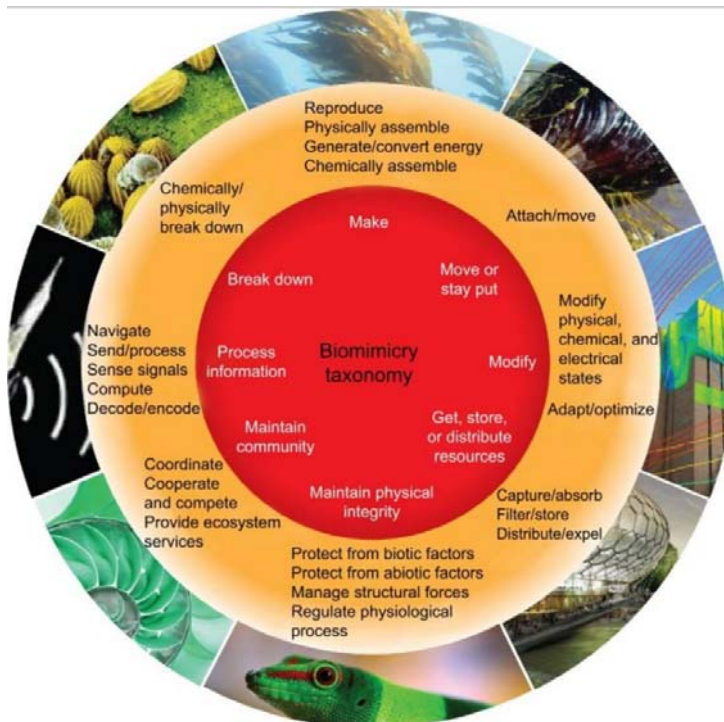 Reproduce
Physically assemble
Generate/convert energy
Chemically assemble
Chemically/
physically
break down
Attach/move
Make
Break down
Move or
stay put
Modify
physical,
chemical, and
electrical
states
Navigate
Send/process
Sense signals
Compute
Decode/encode
Process
information
Biomimicry
taxonomy
Modify
Adapt/optimize
Maintain
community
Get, store,
or distribute
resources
Coordinate
Cooperate
and compete
Provide ecosystem
services
Maintain physical
integrity
Capture/absorb
Filter/store
Distribute/expel
Protect from biotic factors
Protect from abiotic factors
Manage structural forces
Regulate physiological
process